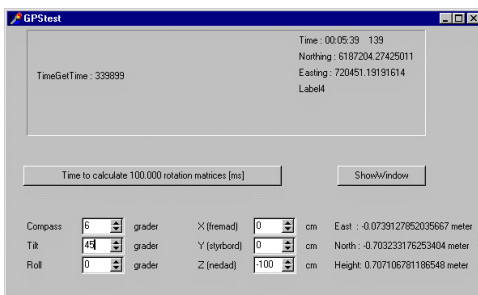 GPStest
Time : 00:05:39 139
Northing : 6187204.27425011
TimeGetTime : 339899
Easting : 720451.19191614
Label4
Time to calculate 100.000 rotation matrices [ms]
ShowWindow
Compass 6 grader X (fremad) 0 cm East : -0.0739127852035667 meter
Tilt 45 grader Y (styrbord) 0 cm North : -0.703233176253404 meter
Roll 0 grader Z (nedad) -100 cm Height: 0.707106781186548 meter